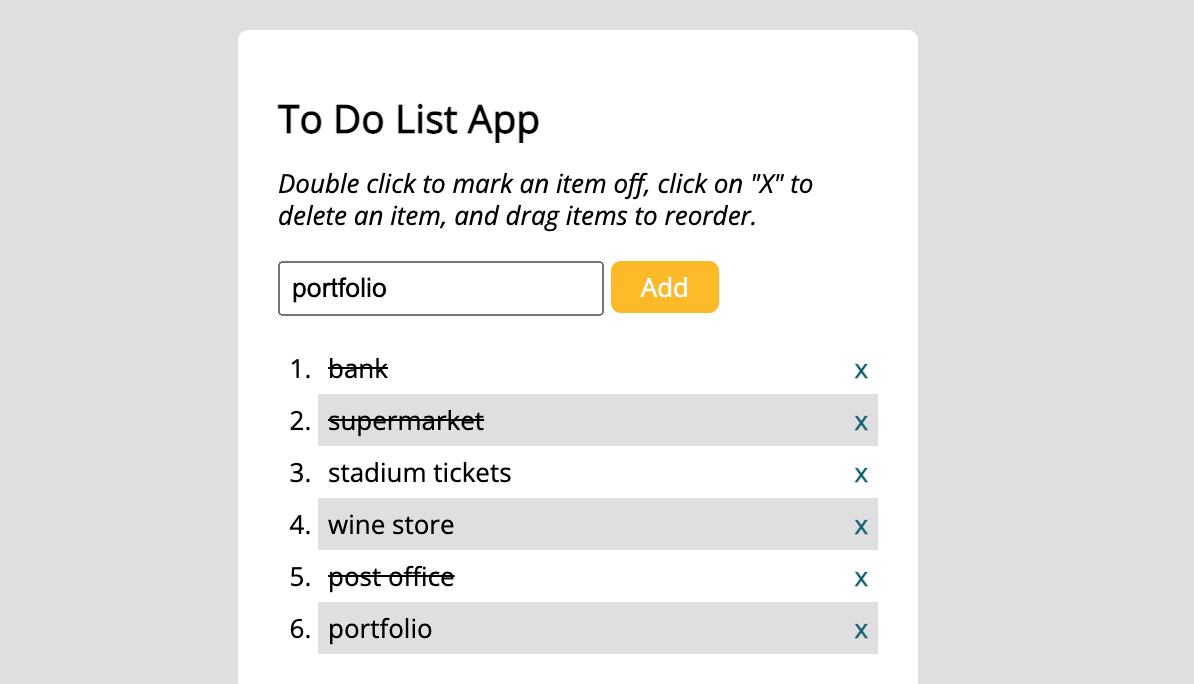 To Do List App
Double click to mark an item off, click on "X" to
delete an item, and drag items to reorder.
portfolio Add
1. bank x
2. supermarket x
3. stadium tickets x
4. wine store x
5. post office x
6. portfolio x